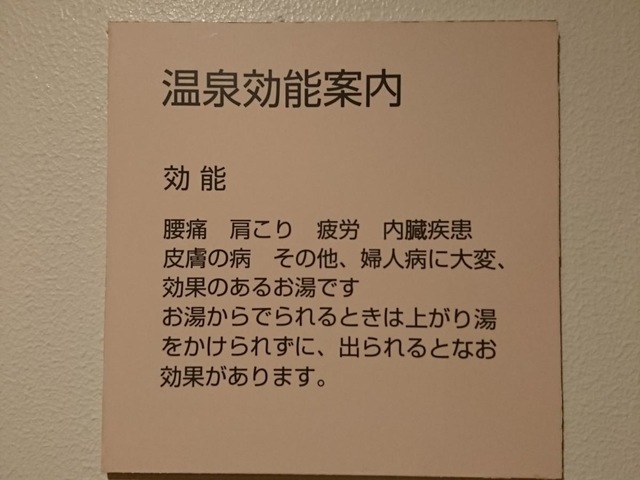 温泉効能案内
効 能
腰痛　肩こり　疲労　内臓疾患
皮膚の病　その他、婦人病に大変、
効果のあるお湯です
お湯からでられるときは上がり湯
をかけられずに、出られるとなお
効果があります。